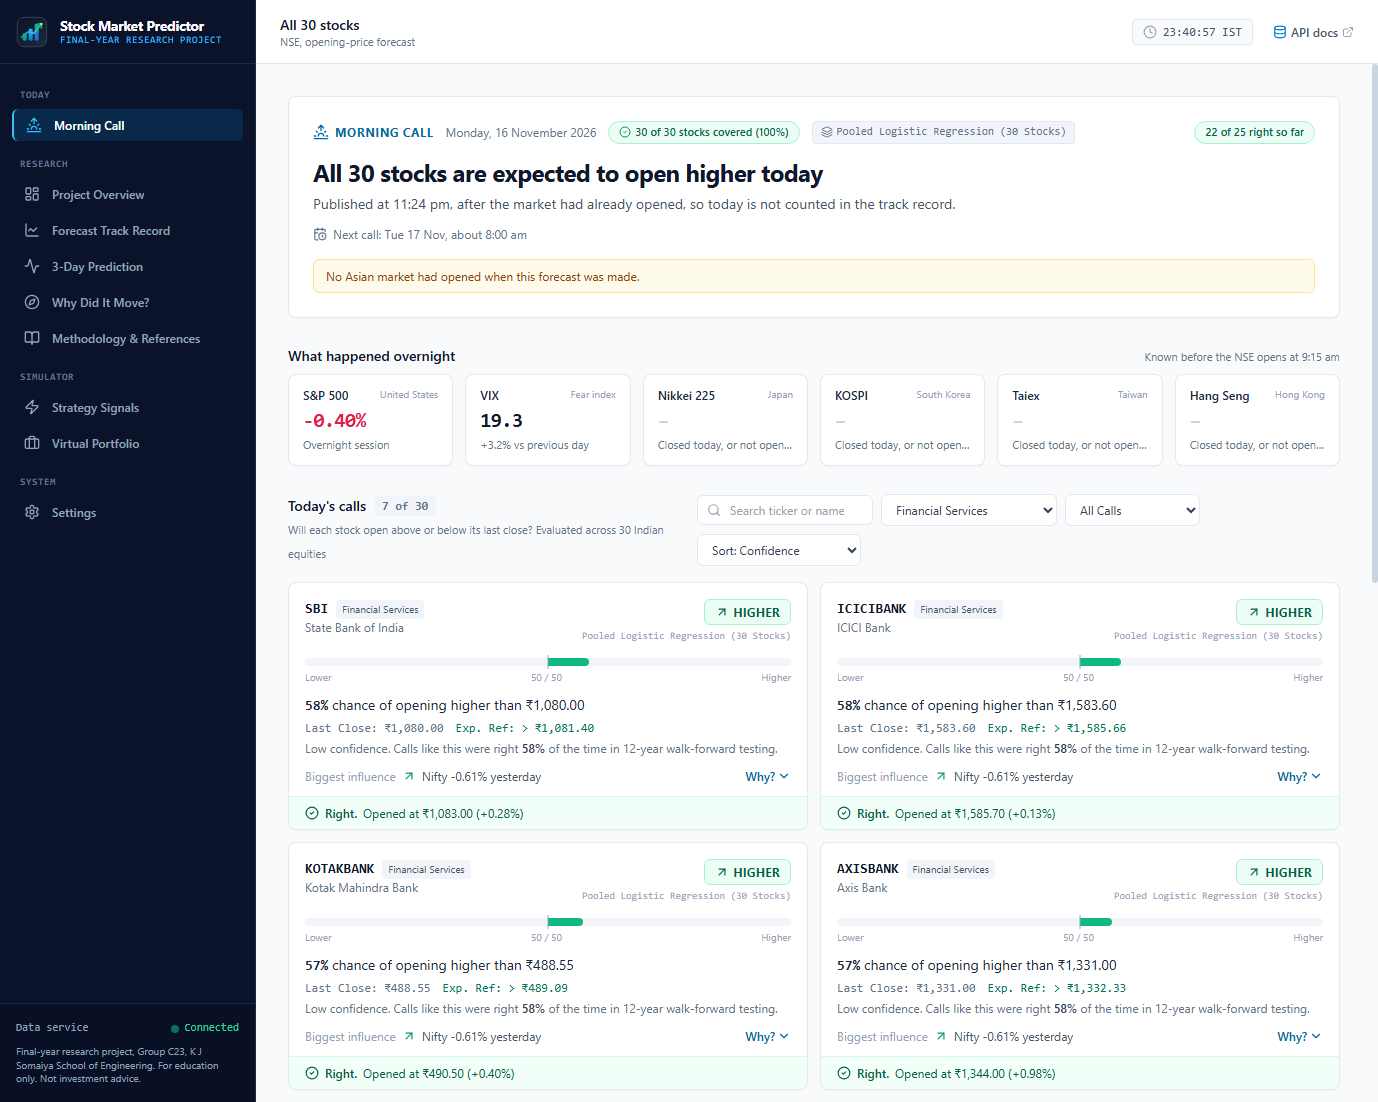 Stock Market Predictor
FINAL-YEAR RESEARCH PROJECT
TODAY
Morning Call
RESEARCH
Project Overview
Forecast Track Record
3-Day Prediction
Why Did It Move?
Methodology & References
SIMULATOR
Strategy Signals
Virtual Portfolio
SYSTEM
Settings
Data service
Connected
Final-year research project, Group C23, K J
Somaiya School of Engineering. For education
only. Not investment advice.
All 30 stocks
NSE, opening-price forecast
23:40:57 IST
API docs
MORNING CALL
Monday, 16 November 2026
30 of 30 stocks covered (100%)
Pooled Logistic Regression (30 Stocks)
22 of 25 right so far
All 30 stocks are expected to open higher today
Published at 11:24 pm, after the market had already opened, so today is not counted in the track record.
Next call: Tue 17 Nov, about 8:00 am
No Asian market had opened when this forecast was made.
What happened overnight
Known before the NSE opens at 9:15 am
S&P 500
United States
-0.40%
Overnight session
VIX
Fear index
19.3
+3.2% vs previous day
Nikkei 225
Japan
—
Closed today, or not open...
KOSPI
South Korea
—
Closed today, or not open...
Taiex
Taiwan
—
Closed today, or not open...
Hang Seng
Hong Kong
—
Closed today, or not open...
Today's calls
7 of 30
Will each stock open above or below its last close? Evaluated across 30 Indian
equities
Search ticker or name
Financial Services
All Calls
Sort: Confidence
SBI
Financial Services
HIGHER
State Bank of India
Pooled Logistic Regression (30 Stocks)
Lower
50 / 50
Higher
58% chance of opening higher than ₹1,080.00
Last Close: ₹1,080.00 Exp. Ref: > ₹1,081.40
Low confidence. Calls like this were right 58% of the time in 12-year walk-forward testing.
Biggest influence
Nifty -0.61% yesterday
Why?
Right. Opened at ₹1,083.00 (+0.28%)
ICICIBANK
Financial Services
HIGHER
ICICI Bank
Pooled Logistic Regression (30 Stocks)
Lower
50 / 50
Higher
58% chance of opening higher than ₹1,583.60
Last Close: ₹1,583.60 Exp. Ref: > ₹1,585.66
Low confidence. Calls like this were right 58% of the time in 12-year walk-forward testing.
Biggest influence
Nifty -0.61% yesterday
Why?
Right. Opened at ₹1,585.70 (+0.13%)
KOTAKBANK
Financial Services
HIGHER
Kotak Mahindra Bank
Pooled Logistic Regression (30 Stocks)
Lower
50 / 50
Higher
57% chance of opening higher than ₹488.55
Last Close: ₹488.55 Exp. Ref: > ₹489.09
Low confidence. Calls like this were right 58% of the time in 12-year walk-forward testing.
Biggest influence
Nifty -0.61% yesterday
Why?
Right. Opened at ₹490.50 (+0.40%)
AXISBANK
Financial Services
HIGHER
Axis Bank
Pooled Logistic Regression (30 Stocks)
Lower
50 / 50
Higher
57% chance of opening higher than ₹1,331.00
Last Close: ₹1,331.00 Exp. Ref: > ₹1,332.33
Low confidence. Calls like this were right 58% of the time in 12-year walk-forward testing.
Biggest influence
Nifty -0.61% yesterday
Why?
Right. Opened at ₹1,344.00 (+0.98%)